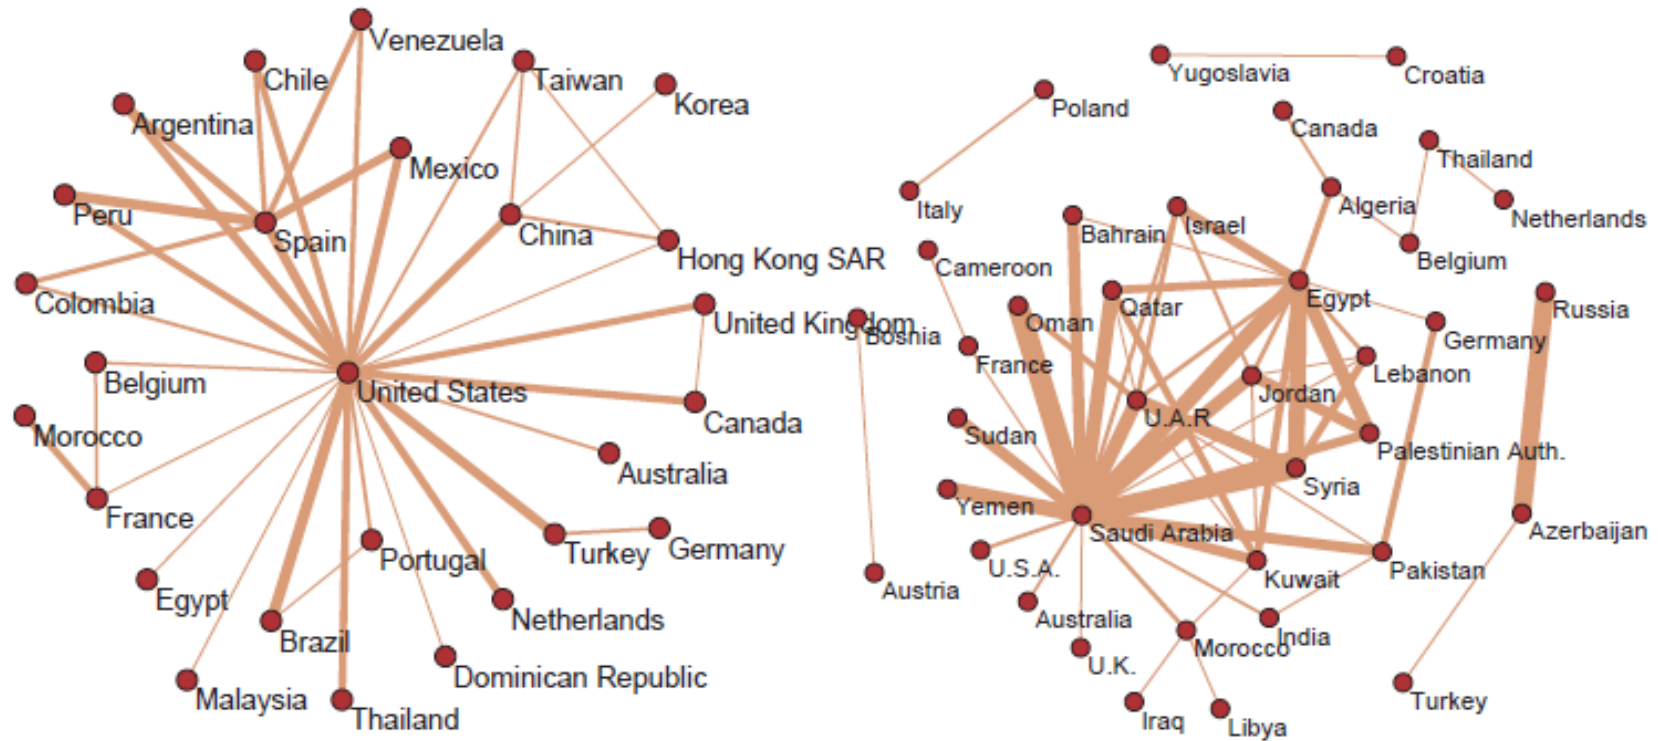 Venezuela
Chile
Taiwan
Korea
Argentina
Mexico
Peru
Spain
China
Hong Kong SAR
Colombia
United Kingdom
Belgium
United States
Canada
Morocco
Australia
France
Portugal
Turkey
Germany
Egypt
Brazil
Netherlands
Dominican Republic
Malaysia
Thailand
Yugoslavia
Croatia
Poland
Canada
Thailand
Italy
Algeria
Netherlands
Bahrain
Israel
Belgium
Cameroon
Egypt
Russia
Oman
Qatar
Bosnia
Germany
France
Jordan
Lebanon
U.A.R
Sudan
Palestinian Auth.
Syria
Yemen
Saudi Arabia
Azerbaijan
U.S.A.
Kuwait
Pakistan
Austria
Australia
India
Morocco
U.K.
Turkey
Iraq
Libya